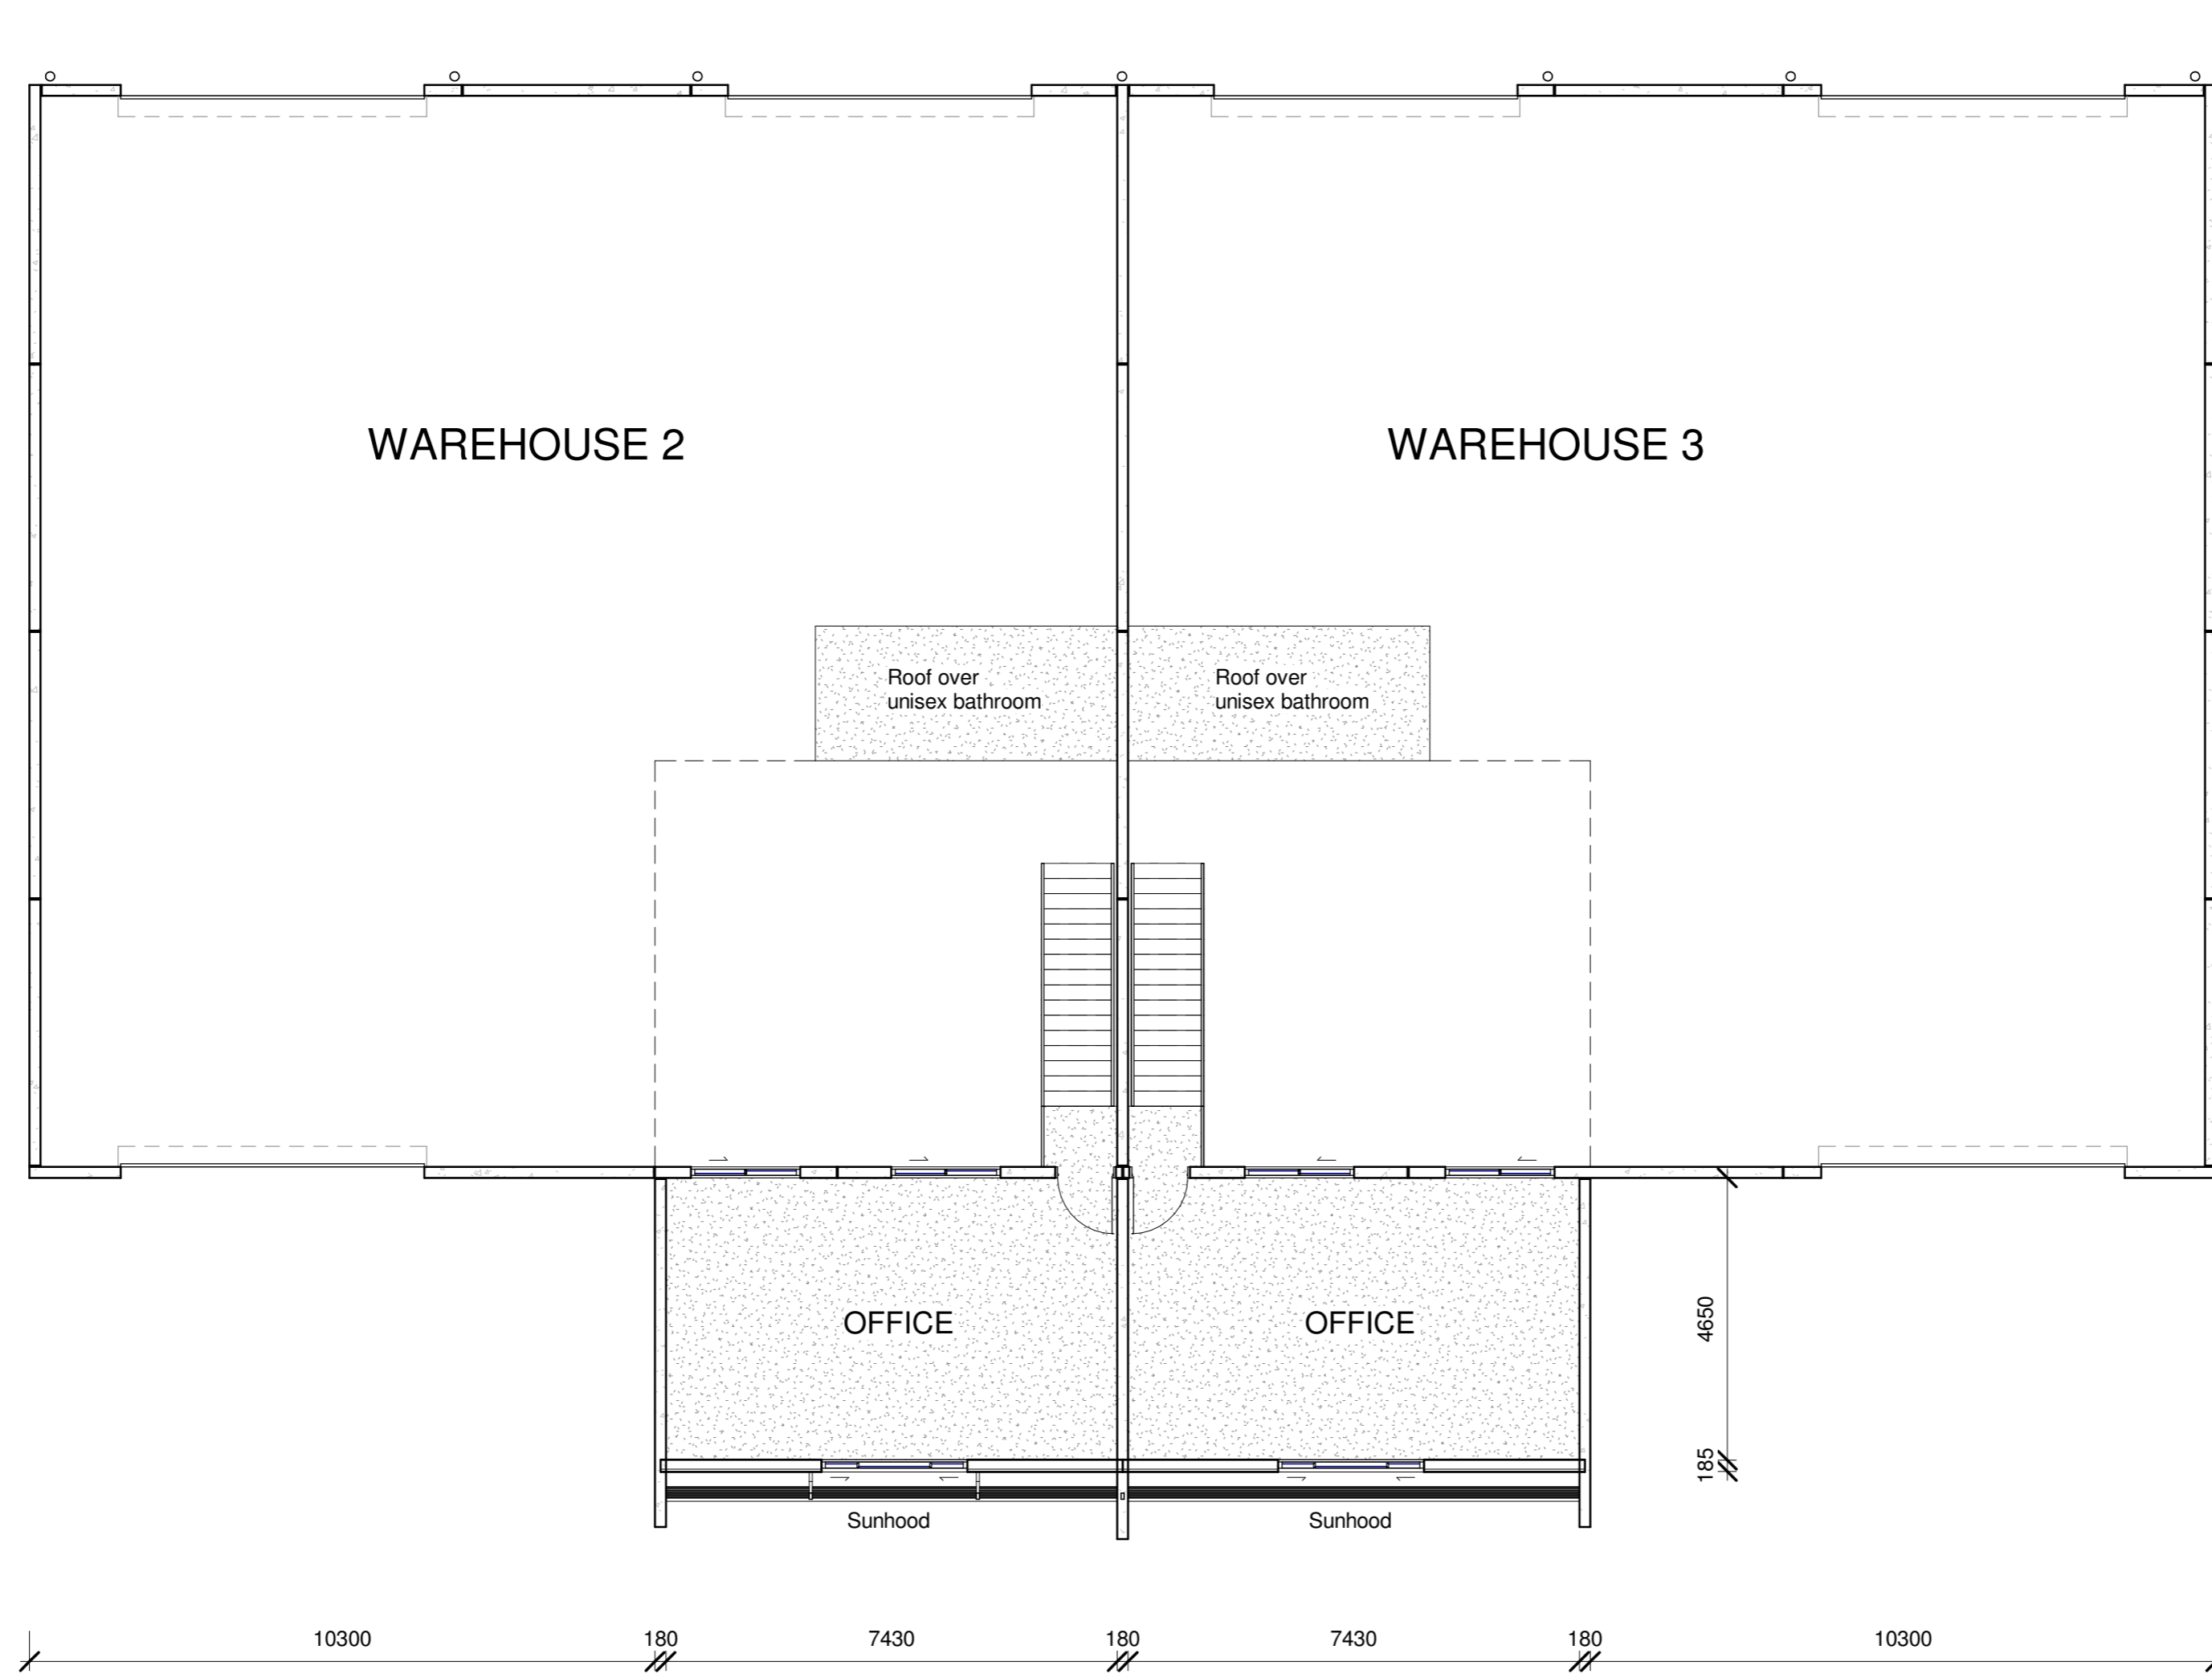 WAREHOUSE 2
WAREHOUSE 3
Roof over
unisex bathroom
Roof over
unisex bathroom
OFFICE
OFFICE
4650
185
Sunhood
Sunhood
10300
180
7430
180
7430
180
10300